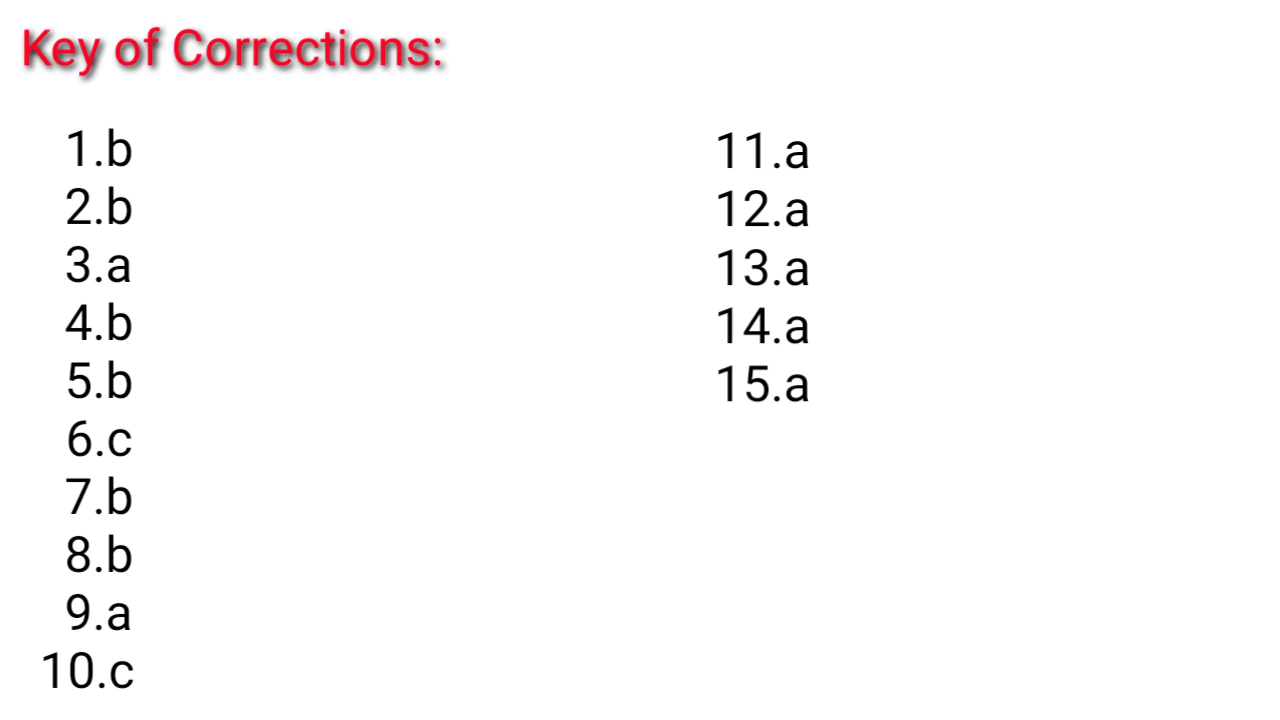 Key of Corrections:
1.b
2.b
3.a
4.b
5.b
6.c
7.b
8.b
9.a
10.c
11.a
12.a
13.a
14.a
15.a